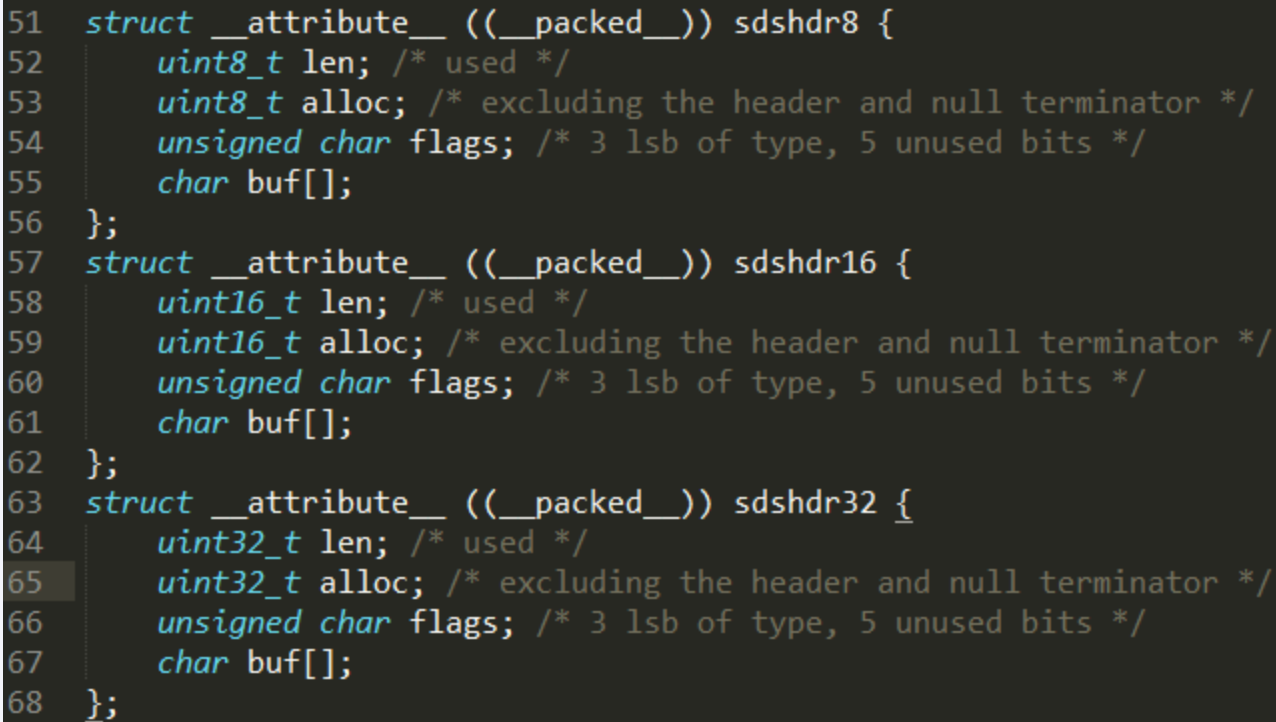 51 struct __attribute__ ((__packed__)) sdshdr8 {
52 uint8_t len; /* used */
53 uint8_t alloc; /* excluding the header and null terminator */
54 unsigned char flags; /* 3 lsb of type, 5 unused bits */
55 char buf[];
56 };
57 struct __attribute__ ((__packed__)) sdshdr16 {
58 uint16_t len; /* used */
59 uint16_t alloc; /* excluding the header and null terminator */
60 unsigned char flags; /* 3 lsb of type, 5 unused bits */
61 char buf[];
62 };
63 struct __attribute__ ((__packed__)) sdshdr32 {
64 uint32_t len; /* used */
65 uint32_t alloc; /* excluding the header and null terminator */
66 unsigned char flags; /* 3 lsb of type, 5 unused bits */
67 char buf[];
68 };